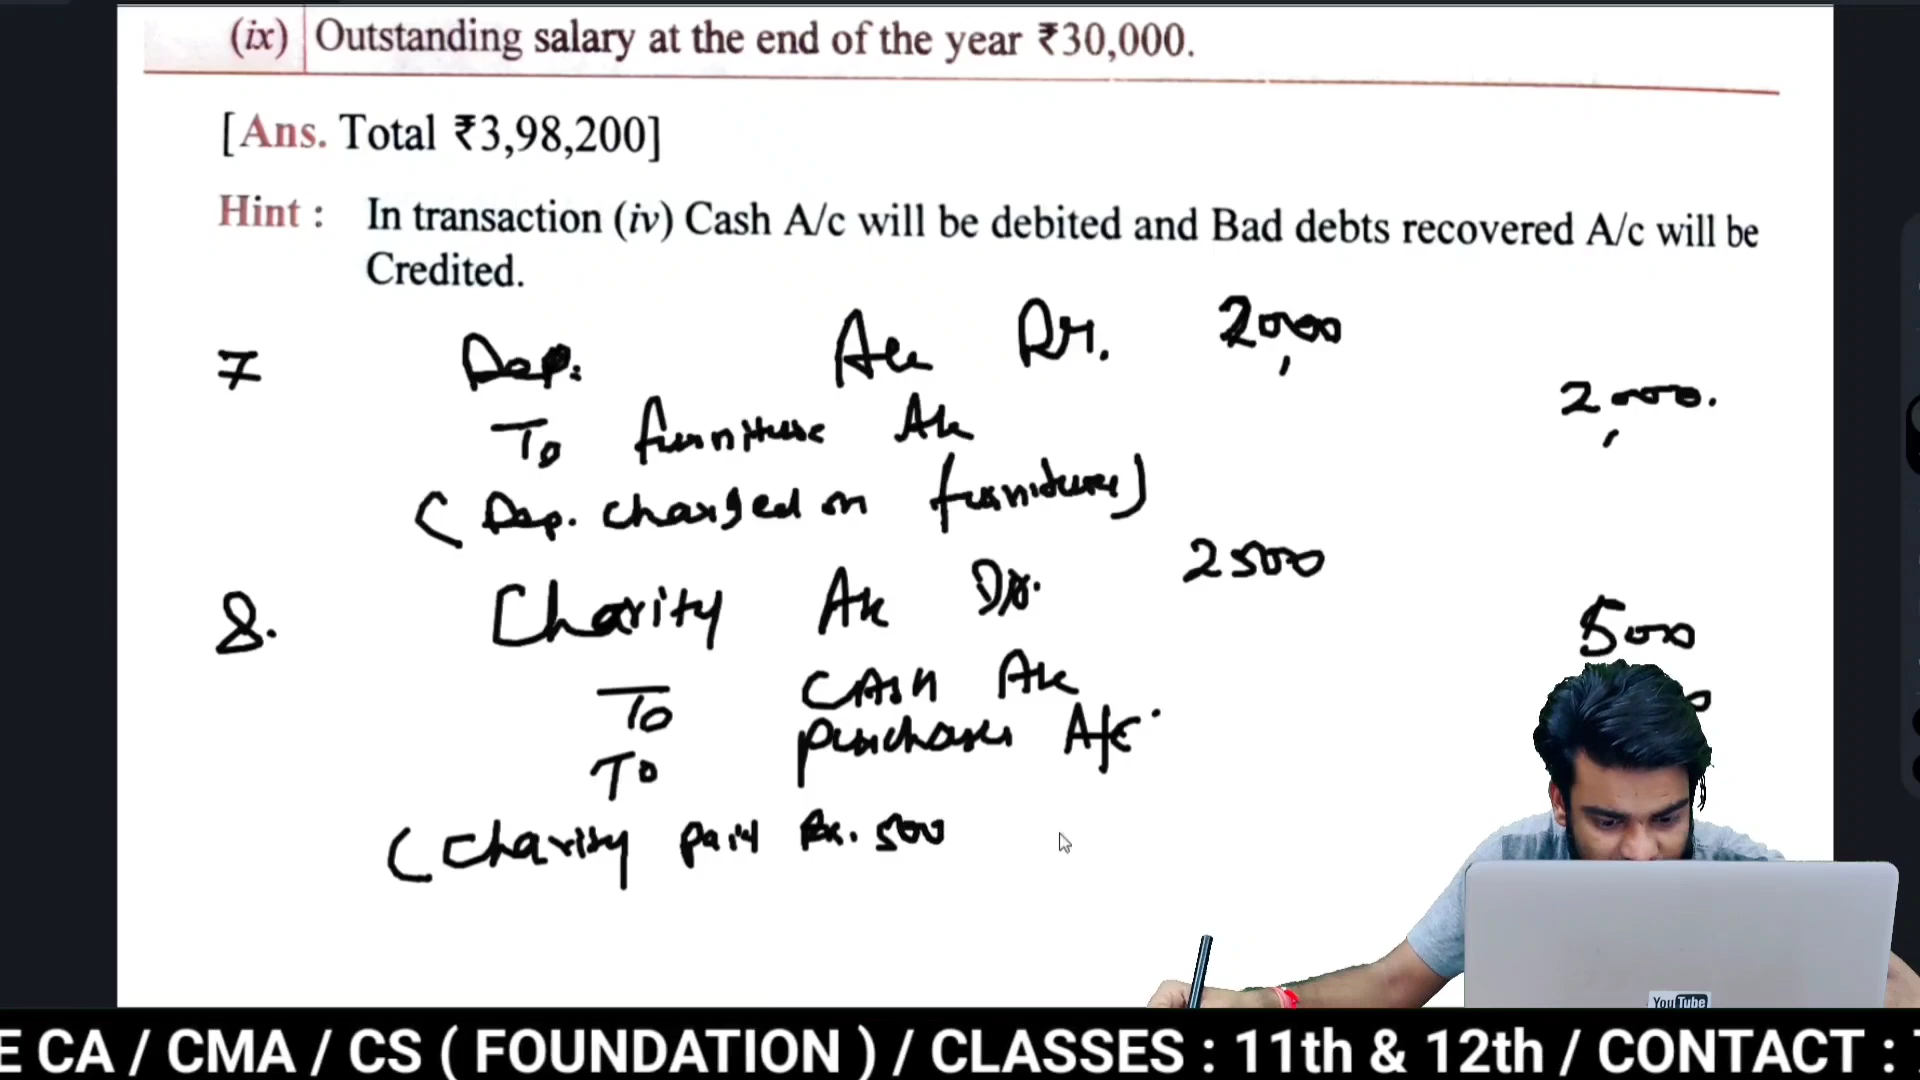 (ix) Outstanding salary at the end of the year ₹30,000.
[Ans. Total ₹3,98,200]
Hint : In transaction (iv) Cash A/c will be debited and Bad debts recovered A/c will be
Credited.
7 Dep. A/c Dr. 2,000
To furniture A/c 2,000.
( Dep. charged on furniture)
8. Charity A/c Dr. 2500
To CASH A/c 500
To purchases A/c.
( Charity paid Rs. 500
YouTube
E CA / CMA / CS ( FOUNDATION ) / CLASSES : 11th & 12th / CONTACT :